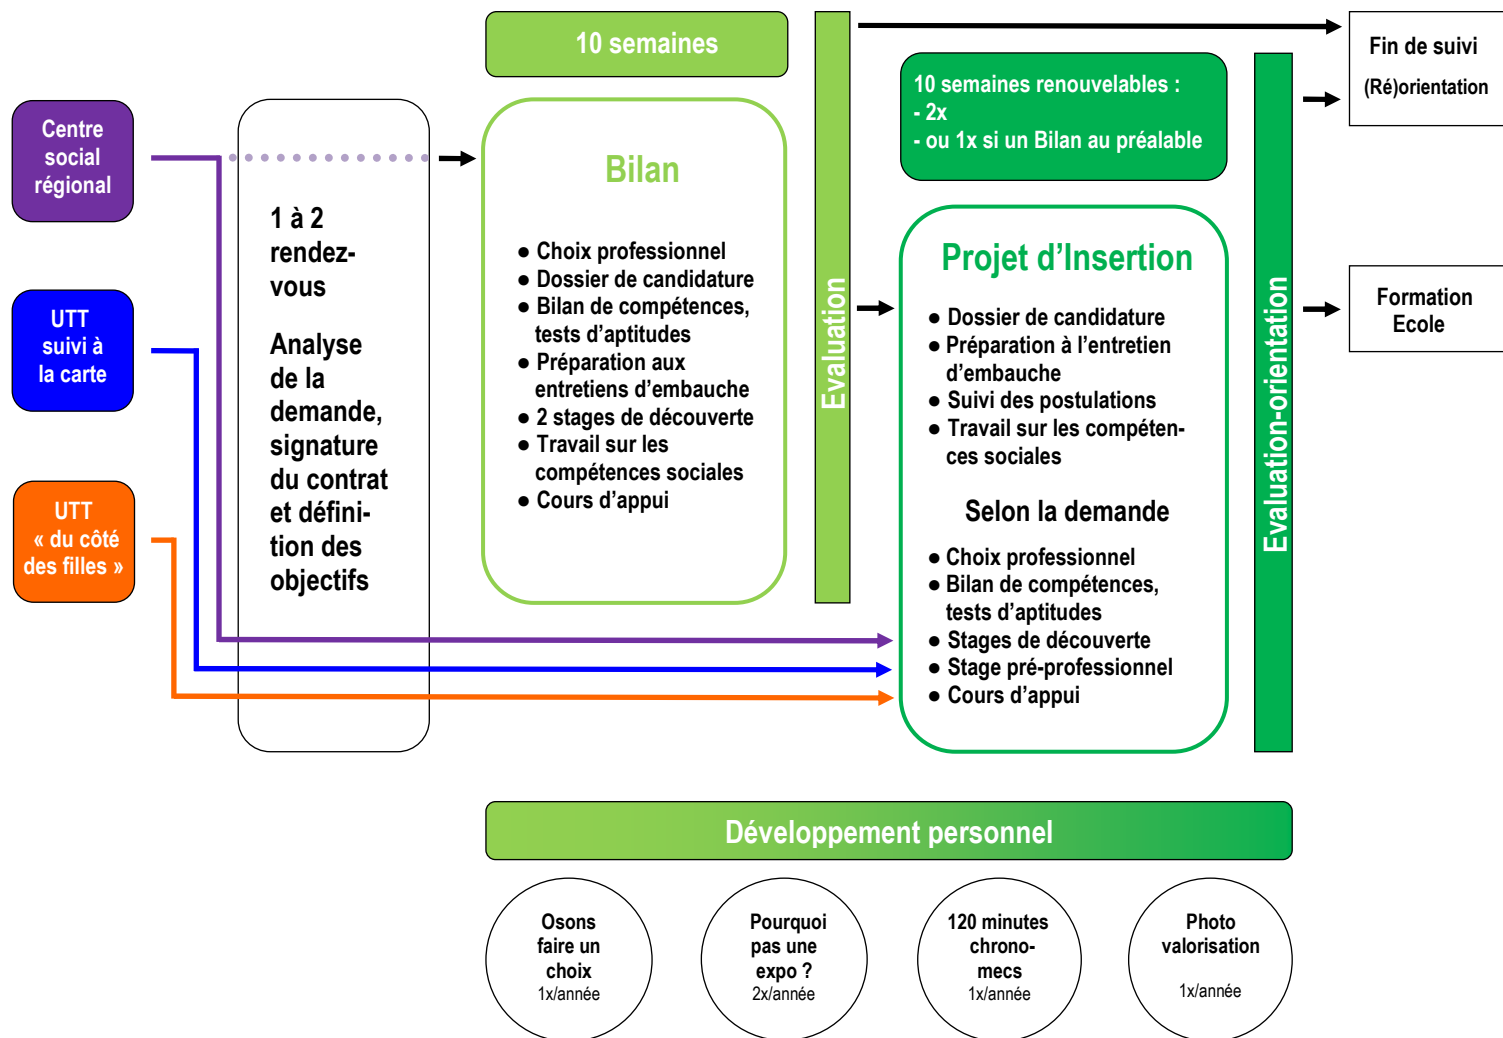 10 semaines
Fin de suivi
(Ré)orientation
10 semaines renouvelables :
- 2x
- ou 1x si un Bilan au préalable
Centre
social
régional
UTT
suivi à
la carte
UTT
« du côté
des filles »
1 à 2
rendez-
vous
Analyse
de la
demande,
signature
du contrat
et défini-
tion des
objectifs
Bilan
● Choix professionnel
● Dossier de candidature
● Bilan de compétences,
tests d’aptitudes
● Préparation aux
entretiens d’embauche
● 2 stages de découverte
● Travail sur les
compétences sociales
● Cours d’appui
Evaluation
Projet d’Insertion
● Dossier de candidature
● Préparation à l’entretien
d’embauche
● Suivi des postulations
● Travail sur les compéten-
ces sociales
Selon la demande
● Choix professionnel
● Bilan de compétences,
tests d’aptitudes
● Stages de découverte
● Stage pré-professionnel
● Cours d’appui
Evaluation-orientation
Formation
Ecole
Développement personnel
Osons
faire un
choix
1x/année
Pourquoi
pas une
expo ?
2x/année
120 minutes
chrono-
mecs
1x/année
Photo
valorisation
1x/année